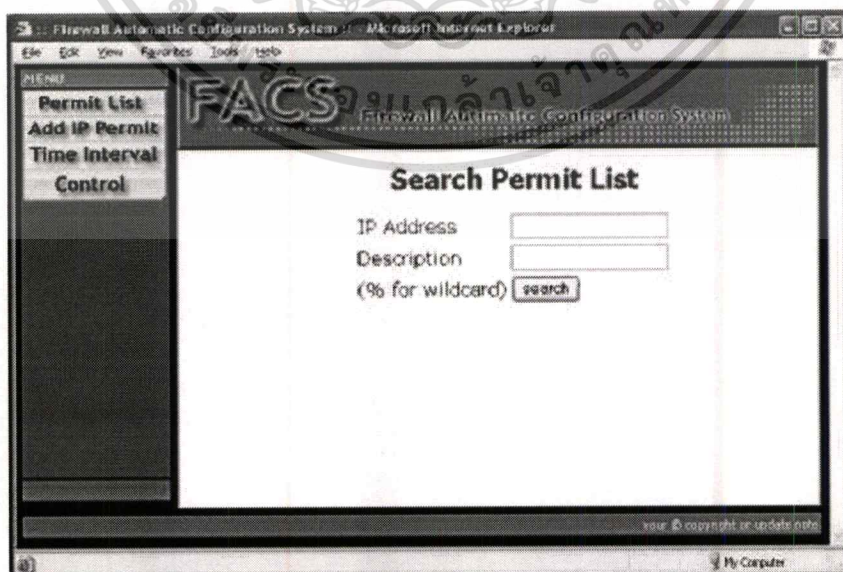 :: Firewall Automatic Configuration System :: Microsoft Internet Explorer
File Edit View Favorites Tools Help
MENU
Permit List
Add IP Permit
Time Interval
Control
FACS
Firewall Autimaitc Configuration System
Search Permit List
IP Address
Description
(% for wildcard) search
your © copyright or update note
My Computer